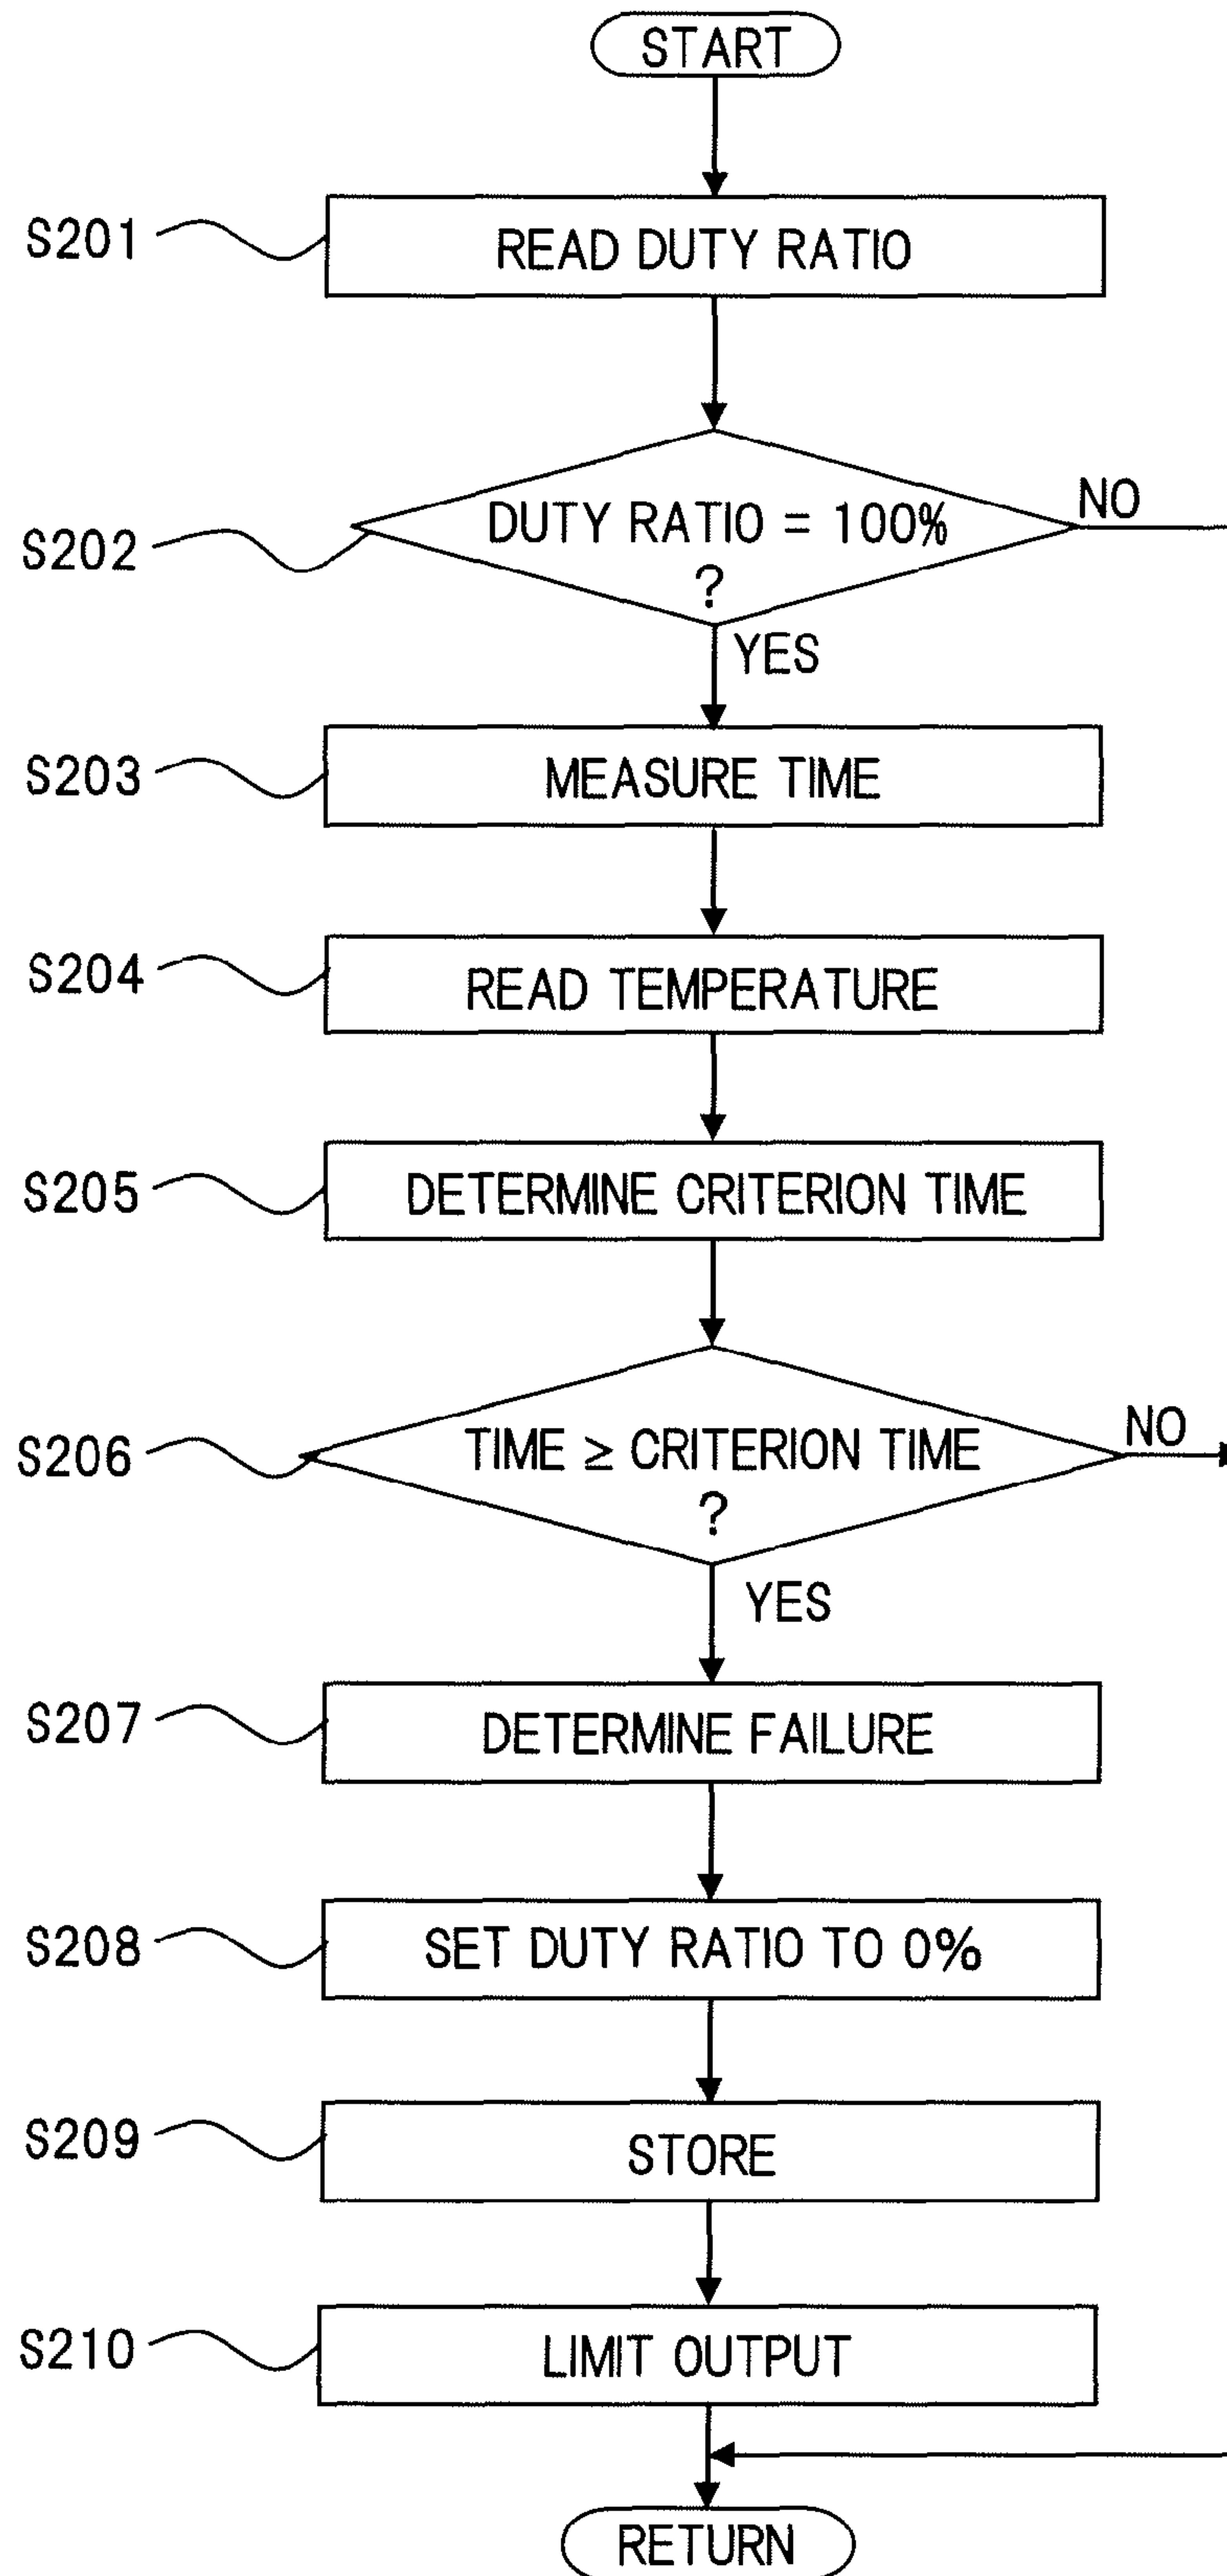 START
S201
READ DUTY RATIO
S202
DUTY RATIO = 100%
?
NO
YES
S203
MEASURE TIME
S204
READ TEMPERATURE
S205
DETERMINE CRITERION TIME
S206
TIME ≥ CRITERION TIME
?
NO
YES
S207
DETERMINE FAILURE
S208
SET DUTY RATIO TO 0%
S209
STORE
S210
LIMIT OUTPUT
RETURN